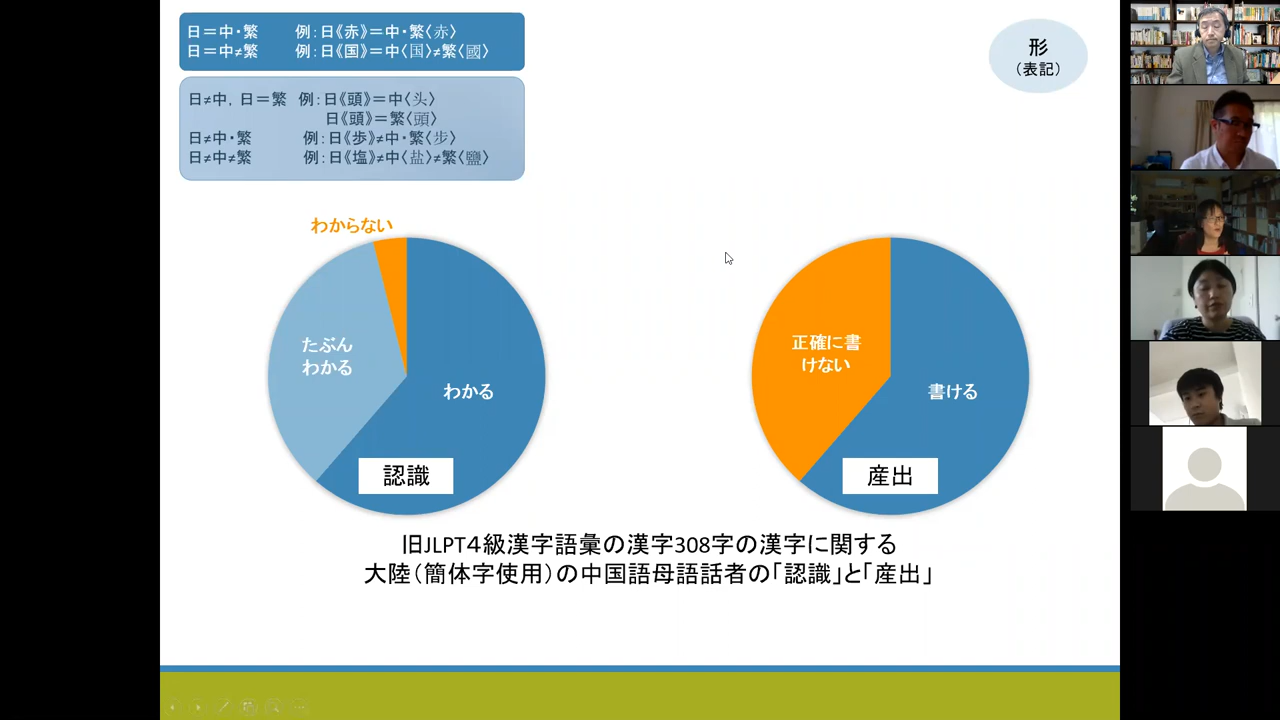 日＝中・繁　例：日《赤》＝中・繁〈赤〉
日＝中≠繁　例：日《国》＝中〈国〉≠繁〈國〉
日≠中，日＝繁　例：日《頭》＝中〈头〉
日《頭》＝繁〈頭〉
日≠中・繁　例：日《歩》≠中・繁〈步〉
日≠中≠繁　例：日《塩》≠中〈盐〉≠繁〈鹽〉
形
（表記）
わからない
たぶん
わかる
わかる
認識
正確に書
けない
書ける
産出
旧JLPT４級漢字語彙の漢字308字の漢字に関する
大陸（簡体字使用）の中国語母語話者の「認識」と「産出」